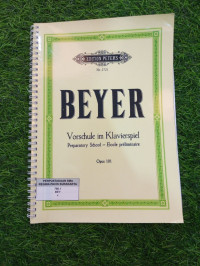 EDITION PETERS
BEYER
Vorschule im Klavierspiel
Preparatory School – École préliminaire
Opus 101